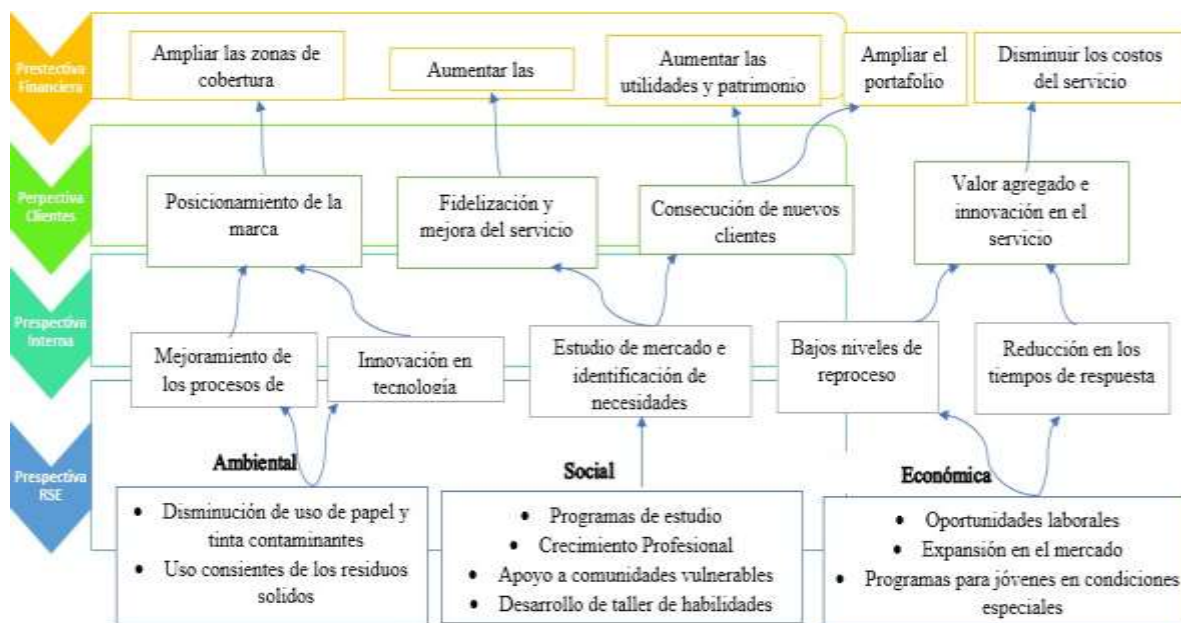 Prestectiva
Financiera
Ampliar las zonas de
cobertura
Aumentar las
Aumentar las
utilidades y patrimonio
Ampliar el
portafolio
Disminuir los costos
del servicio
Perpectiva
Clientes
Posicionamiento de la
marca
Fidelización y
mejora del servicio
Consecución de nuevos
clientes
Valor agregado e
innovación en el
servicio
Prespectiva
Interna
Mejoramiento de
los procesos de
Innovación en
tecnología
Estudio de mercado e
identificación de
necesidades
Bajos niveles de
reproceso
Reducción en los
tiempos de respuesta
Prespectiva
RSE
Ambiental
• Disminución de uso de papel y
tinta contaminantes
• Uso consientes de los residuos
solidos
Social
• Programas de estudio
• Crecimiento Profesional
• Apoyo a comunidades vulnerables
• Desarrollo de taller de habilidades
Económica
• Oportunidades laborales
• Expansión en el mercado
• Programas para jóvenes en condiciones
especiales